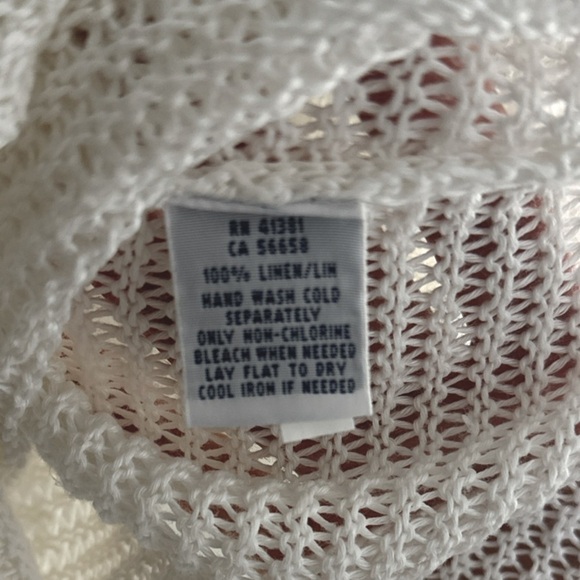 RN 41381
CA 56658
100% LINEN/LIN
HAND WASH COLD
SEPARATELY
ONLY NON-CHLORINE
BLEACH WHEN NEEDED
LAY FLAT TO DRY
COOL IRON IF NEEDED